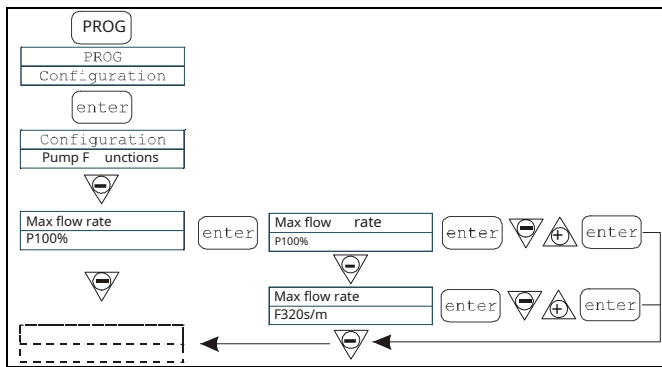 PROG
PROG
Configuration
enter
Configuration
Pump F unctions
Max flow rate
P100%
enter
Max flow rate
P100%
enter
enter
Max flow rate
F320s/m
enter
enter